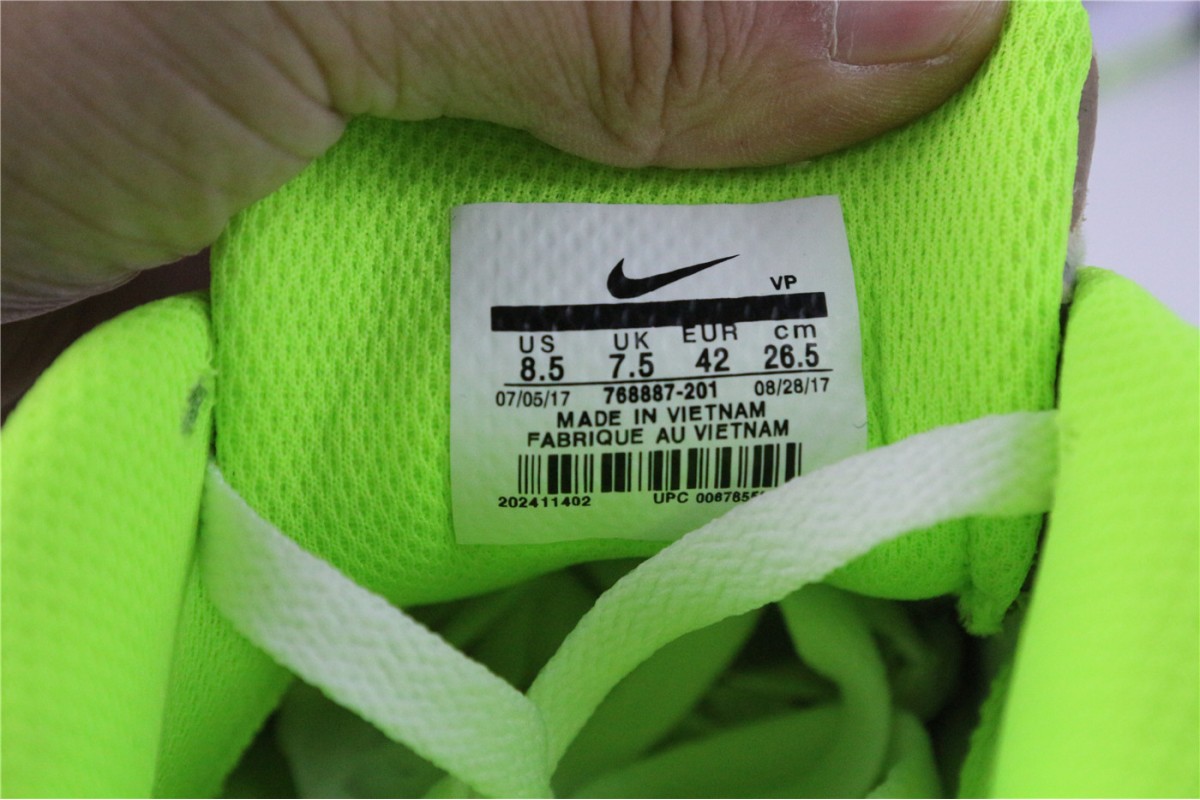 VP
US UK EUR cm
8.5 7.5 42 26.5
07/05/17 768887-201 08/28/17
MADE IN VIETNAM
FABRIQUE AU VIETNAM
202411402 UPC